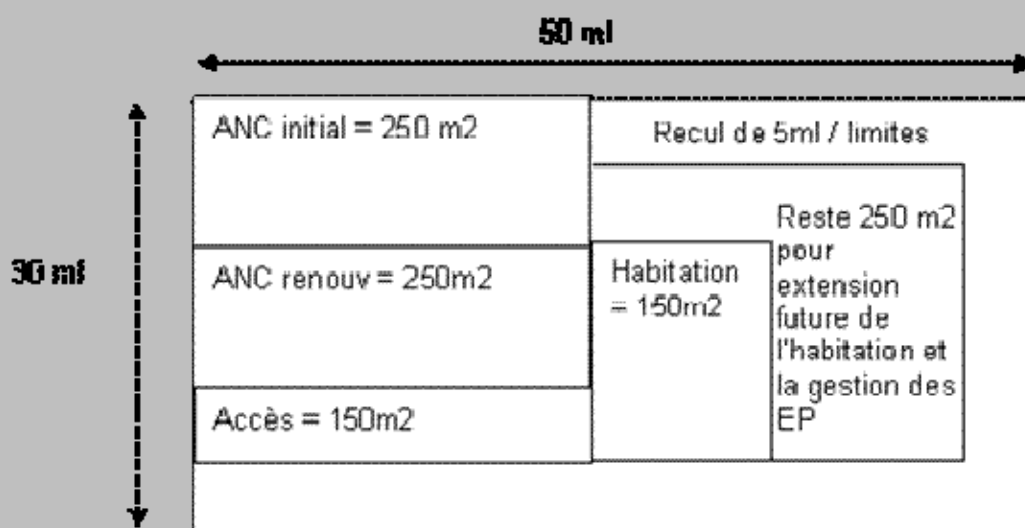 50 ml
ANC initial = 250 m2
Recul de 5ml / limites
30 ml
ANC renouv = 250m2
Habitation
= 150m2
Reste 250 m2
pour
extension
future de
l'habitation et
la gestion des
EP
Accès = 150m2